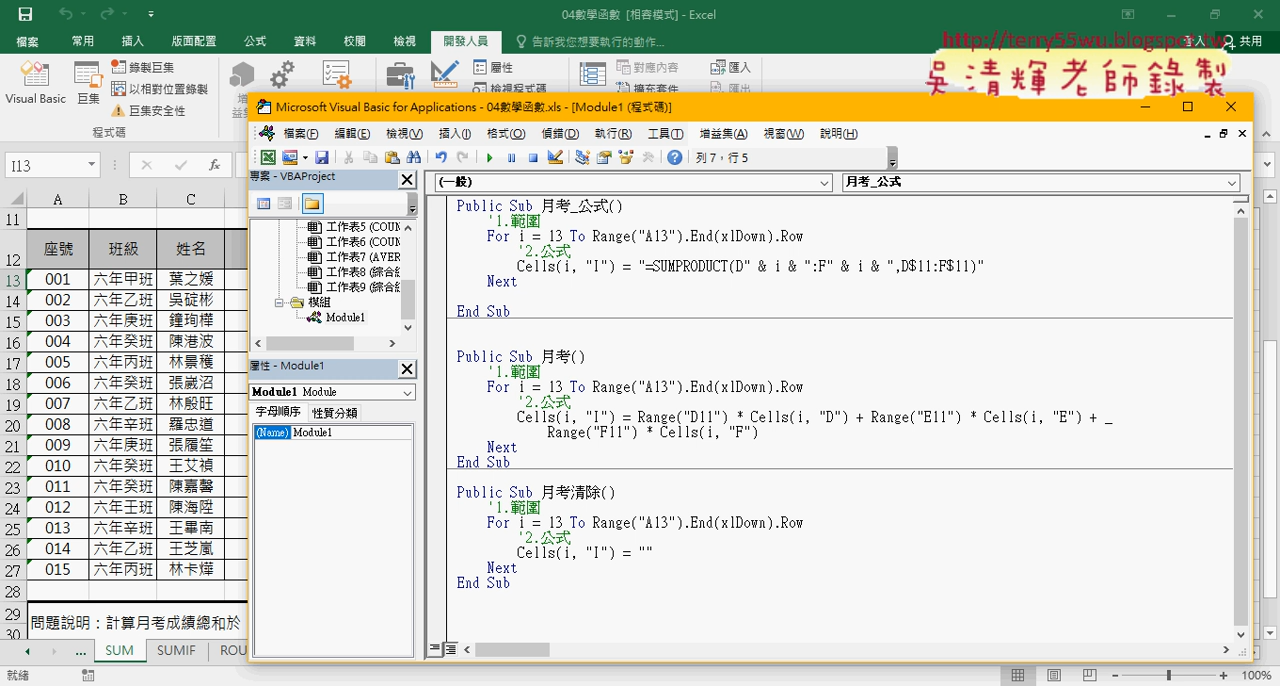 04數學函數 [相容模式] - Excel
檔案 常用 插入 版面配置 公式 資料 校閱 檢視 開發人員 告訴我您想要執行的動作... 登入 共用
http://terry55wu.blogspot.tw
吳清輝老師錄製
Visual Basic 巨集 錄製巨集 以相對位置錄製 巨集安全性
程式碼
屬性 檢視程式碼 對應內容 擴充套件 匯入 匯出
Microsoft Visual Basic for Applications - 04數學函數.xls - [Module1 (程式碼)]
檔案(F) 編輯(E) 檢視(V) 插入(I) 格式(O) 偵錯(D) 執行(R) 工具(T) 增益集(A) 視窗(W) 說明(H)
列 7，行 5
I13 fx
專案 - VBAProject
(一般) 月考_公式
工作表5 (COUN
工作表6 (COUI
工作表7 (AVER
工作表8 (綜合
工作表9 (綜合
模組
Module1
屬性 - Module1
Module1 Module
字母順序 性質分類
(Name) Module1
Public Sub 月考_公式()
'1.範圍
For i = 13 To Range("A13").End(xlDown).Row
'2.公式
Cells(i, "I") = "=SUMPRODUCT(D" & i & ":F" & i & ",D$11:F$11)"
Next
End Sub
Public Sub 月考()
'1.範圍
For i = 13 To Range("A13").End(xlDown).Row
'2.公式
Cells(i, "I") = Range("D11") * Cells(i, "D") + Range("E11") * Cells(i, "E") + _
Range("F11") * Cells(i, "F")
Next
End Sub
Public Sub 月考清除()
'1.範圍
For i = 13 To Range("A13").End(xlDown).Row
'2.公式
Cells(i, "I") = ""
Next
End Sub
A B C
11
12 座號 班級 姓名
13 001 六年甲班 葉之媛
14 002 六年乙班 吳碇彬
15 003 六年庚班 鐘珣樺
16 004 六年癸班 陳港波
17 005 六年丙班 林景穫
18 006 六年癸班 張崴沼
19 007 六年乙班 林殷旺
20 008 六年辛班 羅忠道
21 009 六年庚班 張履笙
22 010 六年癸班 王艾禎
23 011 六年癸班 陳嘉馨
24 012 六年壬班 陳海陞
25 013 六年辛班 王畢南
26 014 六年乙班 王芝嵐
27 015 六年丙班 林卡燁
28
29 問題說明：計算月考成績總和於
30
... SUM SUMIF ROU
就緒 100%